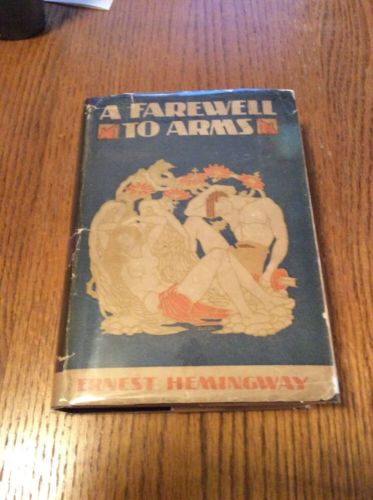 A FAREWELL
TO ARMS
ERNEST HEMINGWAY